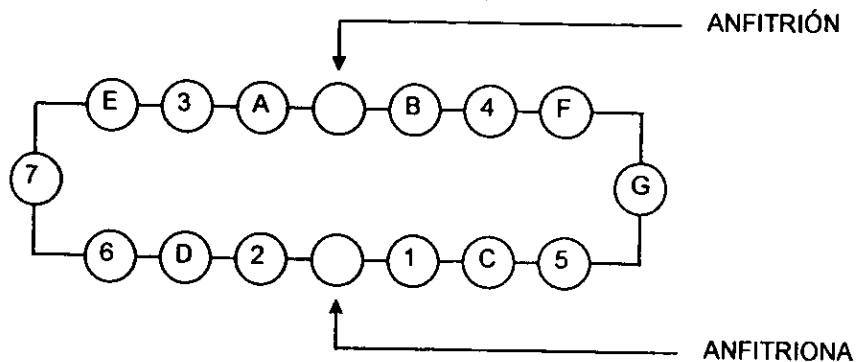 ANFITRIÓN
E 3 A B 4 F
7 G
6 D 2 1 C 5
ANFITRIONA